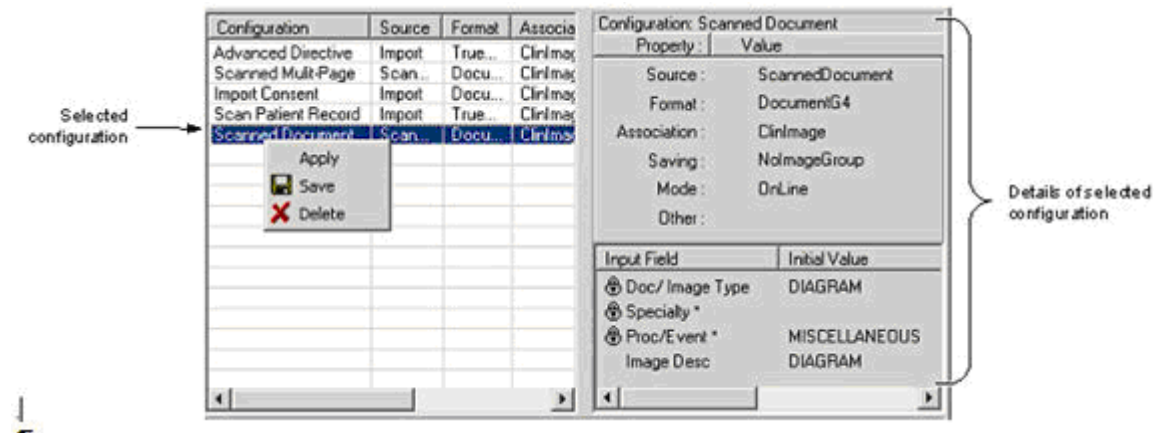 Configuration Source Format Associa
Advanced Directive Import True... ClinImag
Scanned Mulit-Page Scan... Docu... ClinImag
Import Consent Import Docu... ClinImag
Scan Patient Record Import True... ClinImag
Scanned Document Scan... Docu... ClinImag
Apply
Save
Delete
Selected
configuration
Configuration: Scanned Document
Property : Value
Source : ScannedDocument
Format : DocumentG4
Association : ClinImage
Saving : NoImageGroup
Mode : OnLine
Other :
Input Field Initial Value
Doc/ Image Type DIAGRAM
Specialty *
Proc/Event * MISCELLANEOUS
Image Desc DIAGRAM
Details of selected
configuration